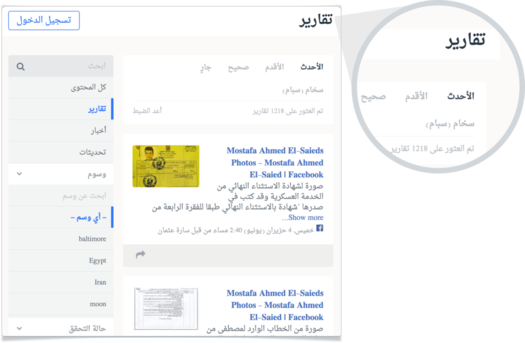 تقارير
تسجيل الدخول
الأحدث الأقدم صحيح جارٍ
سخام (سبام)
تم العثور على 1218 تقارير أعد الضبط
ابحث
كل المحتوى
تقارير
أخبار
تحديثات
وسوم
ابحث عن وسم
– أي وسم –
baltimore
Egypt
Iran
moon
حالة التحقق
Mostafa Ahmed El-Saieds
Photos - Mostafa Ahmed
El-Saied | Facebook
صورة لشهادة الاستثناء النهائي من
الخدمة العسكرية وقد كتب في
صدرها "شهادة بالاستثناء النهائي طبقا للفقرة الرابعة من
Show more...
خميس, 4 حزيران (يونيو) 2:40 مساء من قبل سارة عثمان
Mostafa Ahmed El-Saieds
Photos - Mostafa Ahmed
El-Saied | Facebook
صورة من الخطاب الوارد لمصطفى من
تقارير
الأحدث الأقدم صحيح
سخام (سبام)
تم العثور على 1218 تقارير